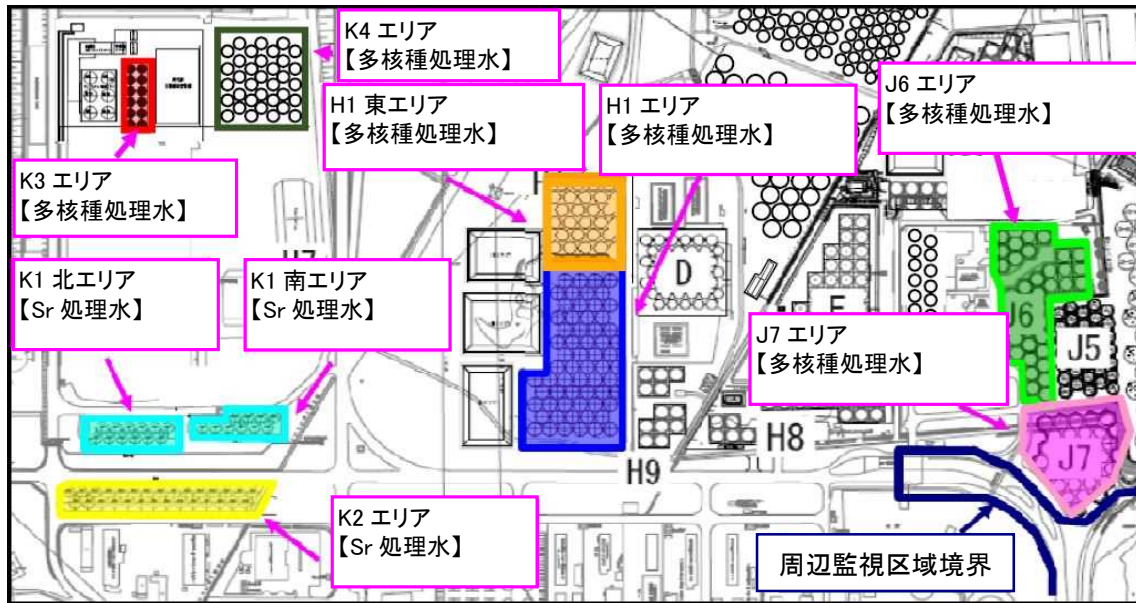 K4 エリア
【多核種処理水】
H1 東エリア
【多核種処理水】
H1 エリア
【多核種処理水】
J6 エリア
【多核種処理水】
K3 エリア
【多核種処理水】
K1 北エリア
【Sr 処理水】
K1 南エリア
【Sr 処理水】
D
J6
J5
J7 エリア
【多核種処理水】
J7
H8
H9
K2 エリア
【Sr 処理水】
周辺監視区域境界